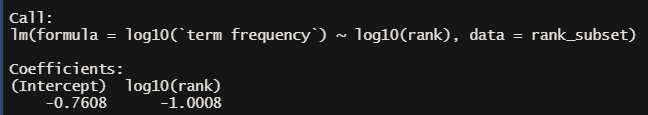 Call:
lm(formula = log10(`term frequency`) ~ log10(rank), data = rank_subset)
Coefficients:
(Intercept)  log10(rank)
-0.7608      -1.0008